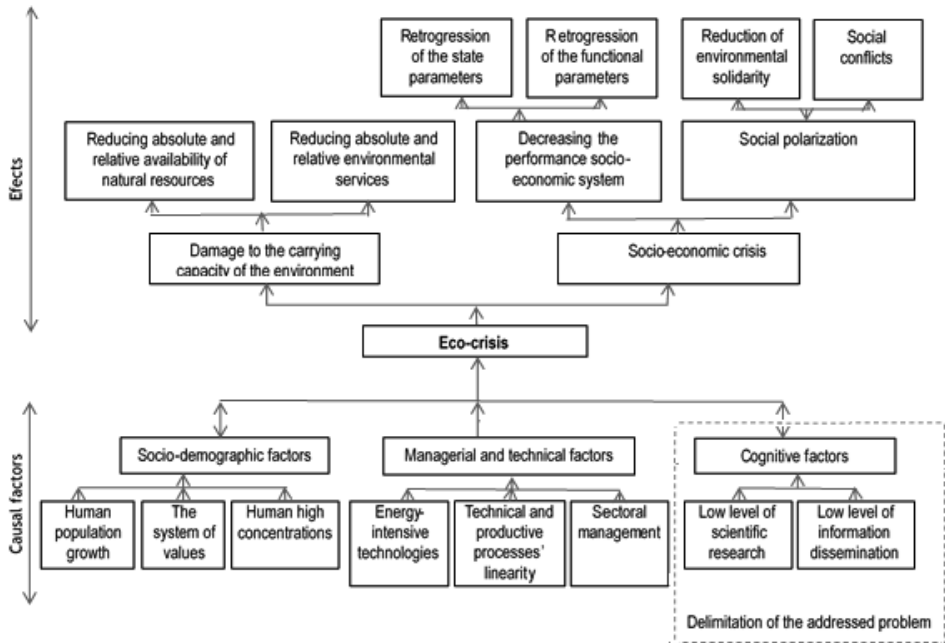 Efects
Retrogression
of the state
parameters
Retrogression
of the functional
parameters
Reduction of
environmental
solidarity
Social
conflicts
Reducing absolute and
relative availability of
natural resources
Reducing absolute and
relative environmental
services
Decreasing the
performance socio-
economic system
Social polarization
Damage to the carrying
capacity of the environment
Socio-economic crisis
Eco-crisis
Causal factors
Socio-demographic factors
Managerial and technical factors
Cognitive factors
Human
population
growth
The
system of
values
Human high
concentrations
Energy-
intensive
technologies
Technical and
productive
processes'
linearity
Sectoral
management
Low level of
scientific
research
Low level of
information
dissemination
Delimitation of the addressed problem